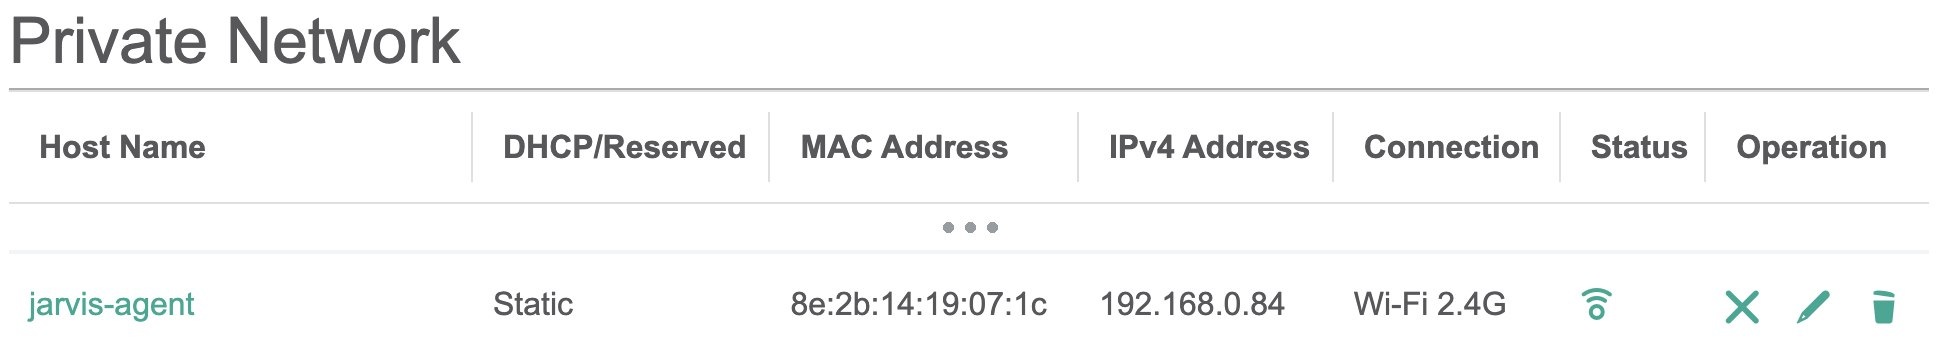 Private Network
Host Name DHCP/Reserved MAC Address IPv4 Address Connection Status Operation
jarvis-agent Static 8e:2b:14:19:07:1c 192.168.0.84 Wi-Fi 2.4G